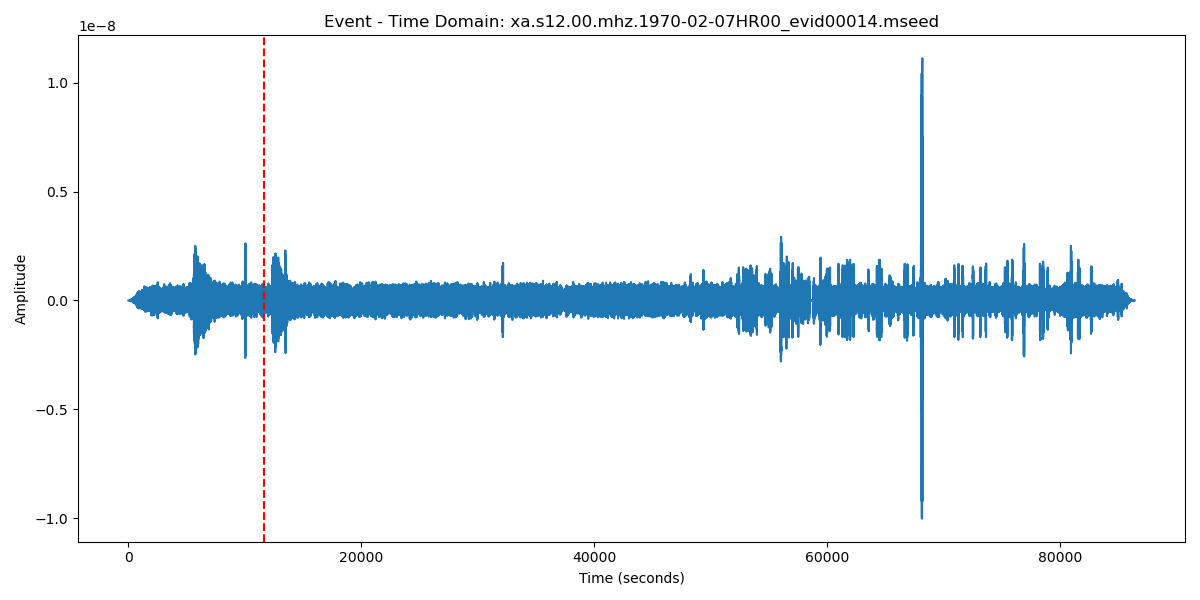 Event - Time Domain: xa.s12.00.mhz.1970-02-07HR00_evid00014.mseed
1e−8
1.0
0.5
0.0
−0.5
−1.0
Amplitude
0 20000 40000 60000 80000
Time (seconds)